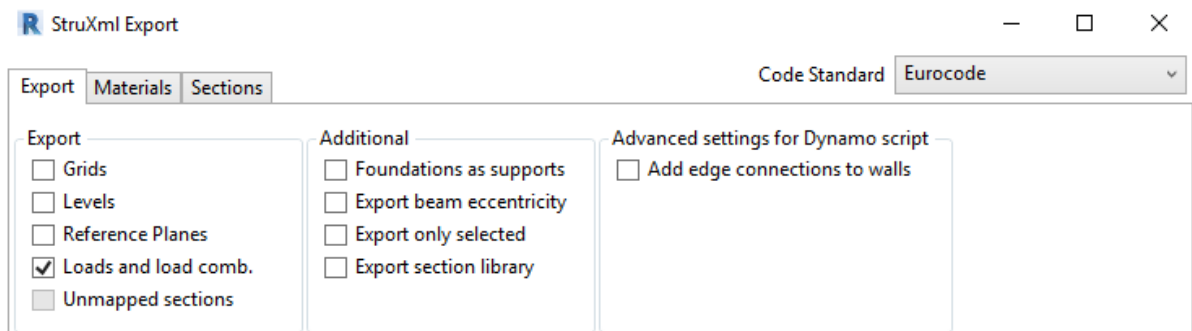 StruXml Export
Code Standard Eurocode
Export Materials Sections
Export
Grids
Levels
Reference Planes
Loads and load comb.
Unmapped sections
Additional
Foundations as supports
Export beam eccentricity
Export only selected
Export section library
Advanced settings for Dynamo script
Add edge connections to walls